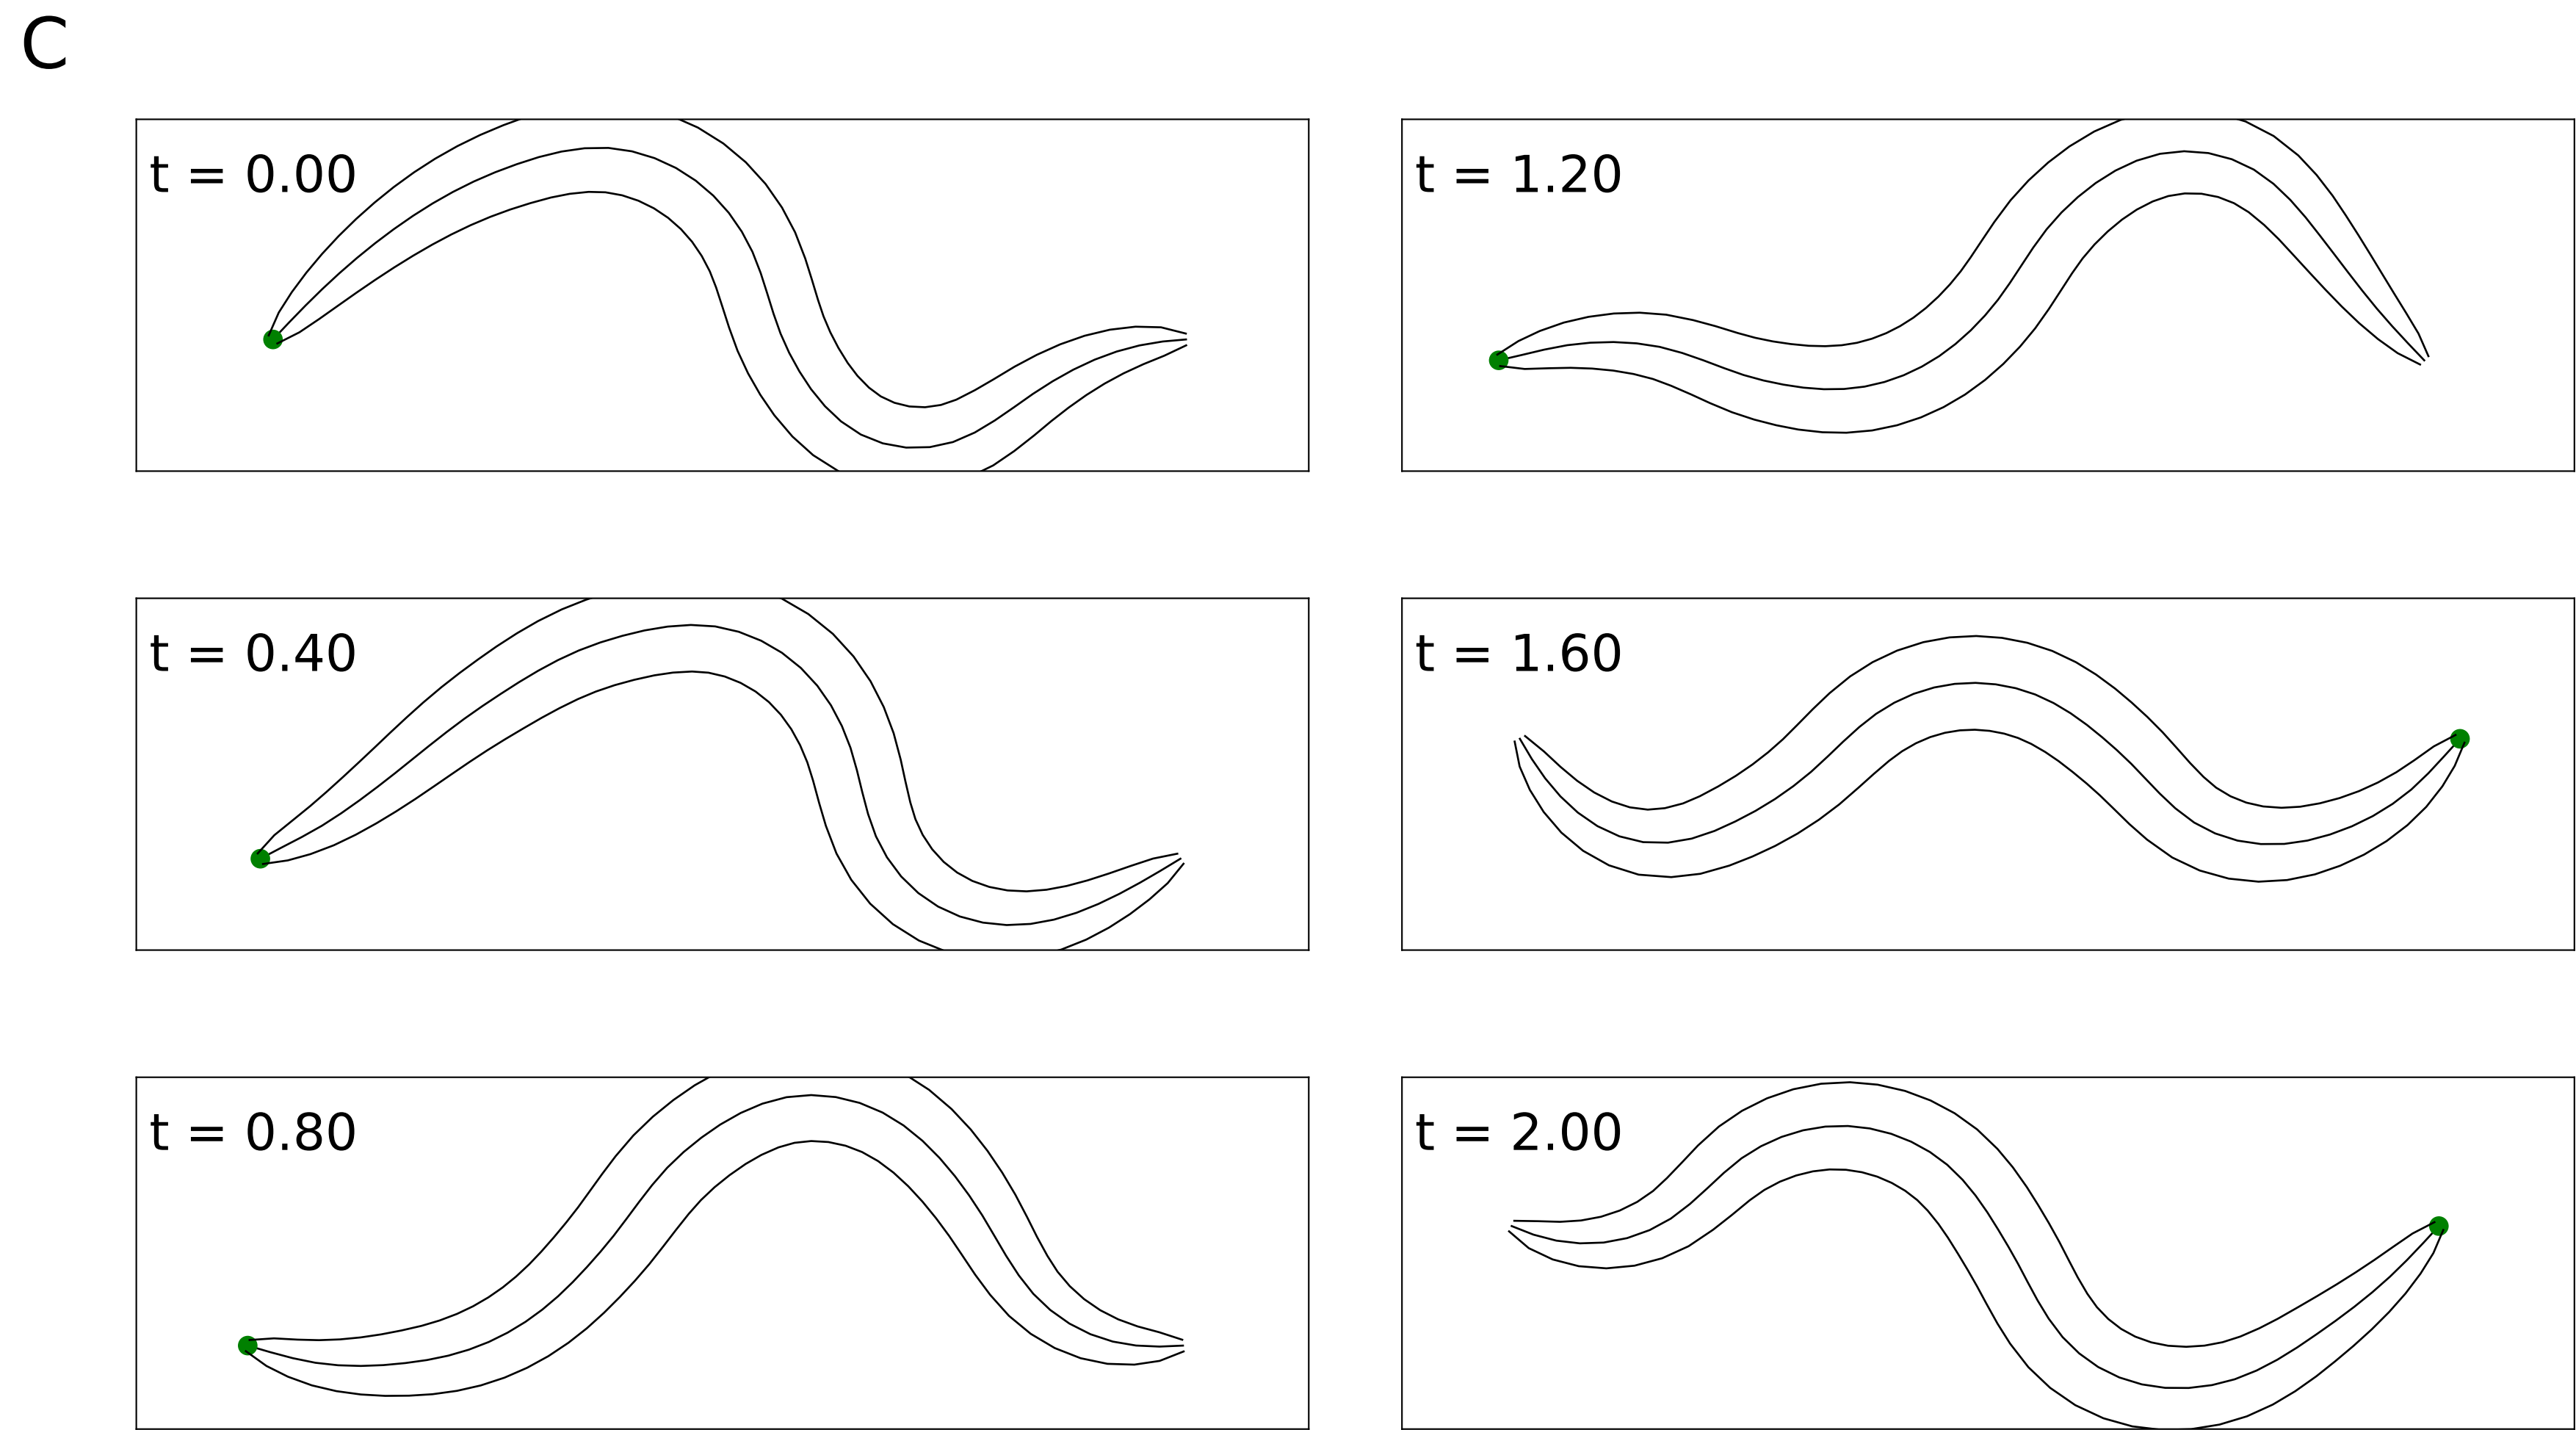 C
t = 0.00
t = 1.20
t = 0.40
t = 1.60
t = 0.80
t = 2.00